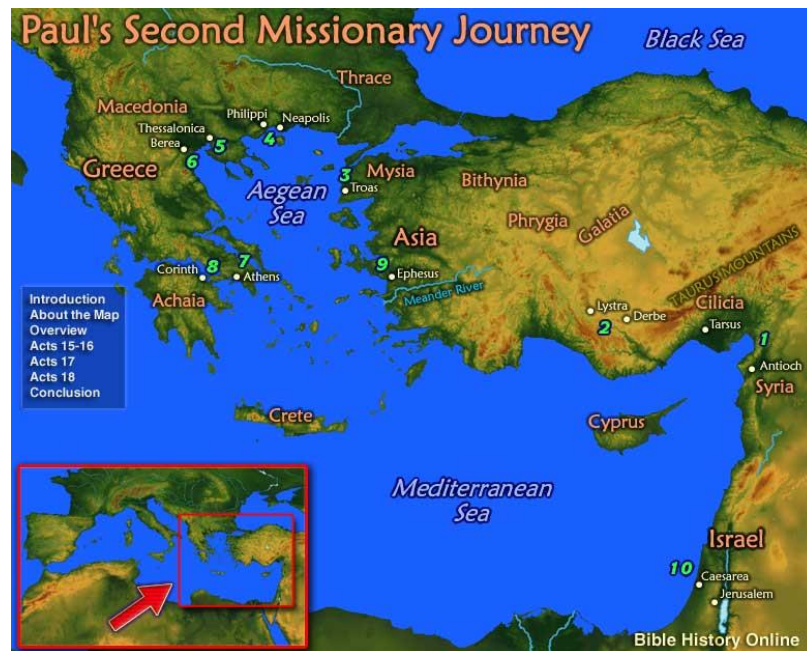 Paul's Second Missionary Journey
Black Sea
Thrace
Macedonia
Philippi
Neapolis
Thessalonica
4
Berea
5
6
Greece
3
Mysia
Troas
Bithynia
Aegean
Sea
Phrygia
Galatia
Asia
TAURUS MOUNTAINS
7
8
9
Corinth
Athens
Ephesus
Meander River
Achaia
Lystra
2
Derbe
Cilicia
Tarsus
1
Antioch
Syria
Introduction
About the Map
Overview
Acts 15-16
Acts 17
Acts 18
Conclusion
Crete
Cyprus
Mediterranean
Sea
Israel
10
Caesarea
Jerusalem
Bible History Online